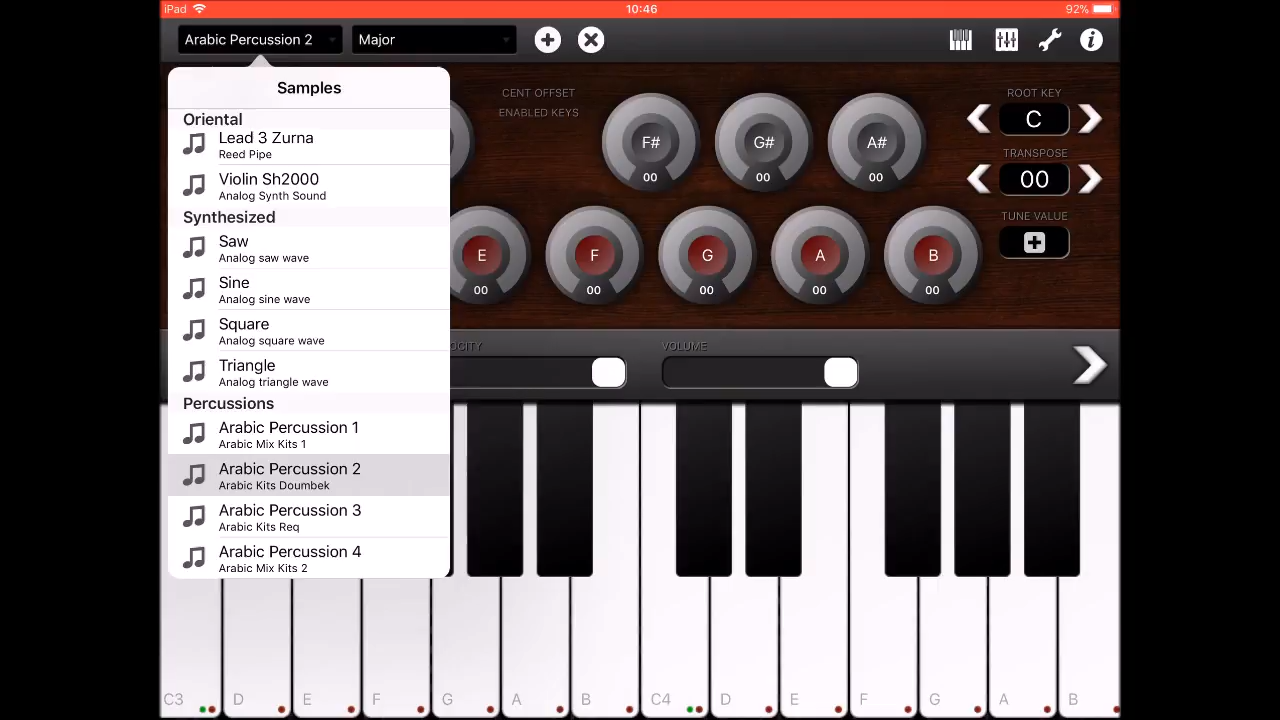 iPad 10:46 92%
Arabic Percussion 2 Major
Samples
Oriental
Lead 3 Zurna
Reed Pipe
Violin Sh2000
Analog Synth Sound
Synthesized
Saw
Analog saw wave
Sine
Analog sine wave
Square
Analog square wave
Triangle
Analog triangle wave
Percussions
Arabic Percussion 1
Arabic Mix Kits 1
Arabic Percussion 2
Arabic Kits Doumbek
Arabic Percussion 3
Arabic Kits Req
Arabic Percussion 4
Arabic Mix Kits 2
CENT OFFSET
ENABLED KEYS
F# G# A#
00 00 00
E F G A B
00 00 00 00 00
ROOT KEY
C
TRANSPOSE
00
TUNE VALUE
VOLUME
C3 D E F G A B C4 D E F G A B